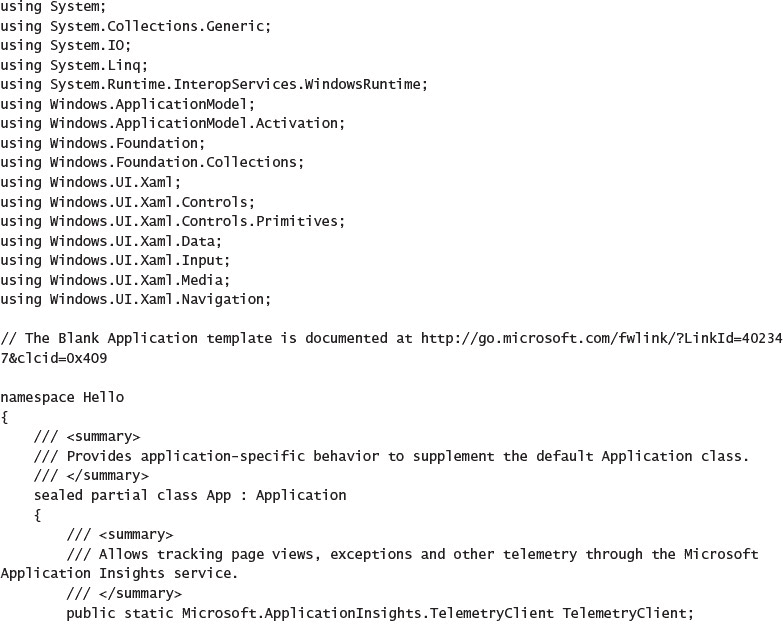 using System;
using System.Collections.Generic;
using System.IO;
using System.Linq;
using System.Runtime.InteropServices.WindowsRuntime;
using Windows.ApplicationModel;
using Windows.ApplicationModel.Activation;
using Windows.Foundation;
using Windows.Foundation.Collections;
using Windows.UI.Xaml;
using Windows.UI.Xaml.Controls;
using Windows.UI.Xaml.Controls.Primitives;
using Windows.UI.Xaml.Data;
using Windows.UI.Xaml.Input;
using Windows.UI.Xaml.Media;
using Windows.UI.Xaml.Navigation;

// The Blank Application template is documented at http://go.microsoft.com/fwlink/?LinkId=40234
7&clcid=0x409

namespace Hello
{
    /// <summary>
    /// Provides application-specific behavior to supplement the default Application class.
    /// </summary>
    sealed partial class App : Application
    {
        /// <summary>
        /// Allows tracking page views, exceptions and other telemetry through the Microsoft
Application Insights service.
        /// </summary>
        public static Microsoft.ApplicationInsights.TelemetryClient TelemetryClient;